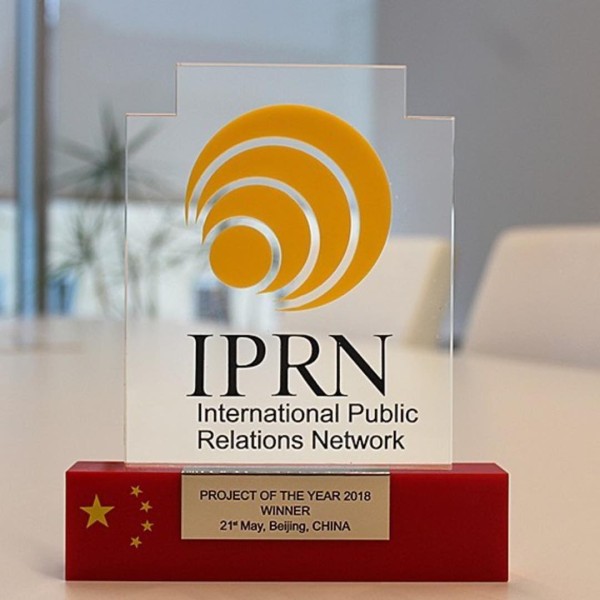 IPRN
International Public
Relations Network
PROJECT OF THE YEAR 2018
WINNER
21st May, Beijing, CHINA